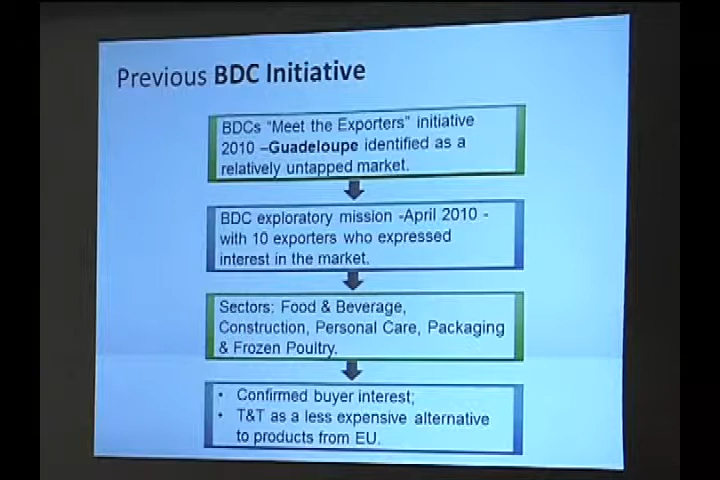 Previous BDC Initiative
BDCs “Meet the Exporters” initiative
2010 –Guadeloupe identified as a
relatively untapped market.
BDC exploratory mission -April 2010 -
with 10 exporters who expressed
interest in the market.
Sectors: Food & Beverage,
Construction, Personal Care, Packaging
& Frozen Poultry.
• Confirmed buyer interest;
• T&T as a less expensive alternative
to products from EU.